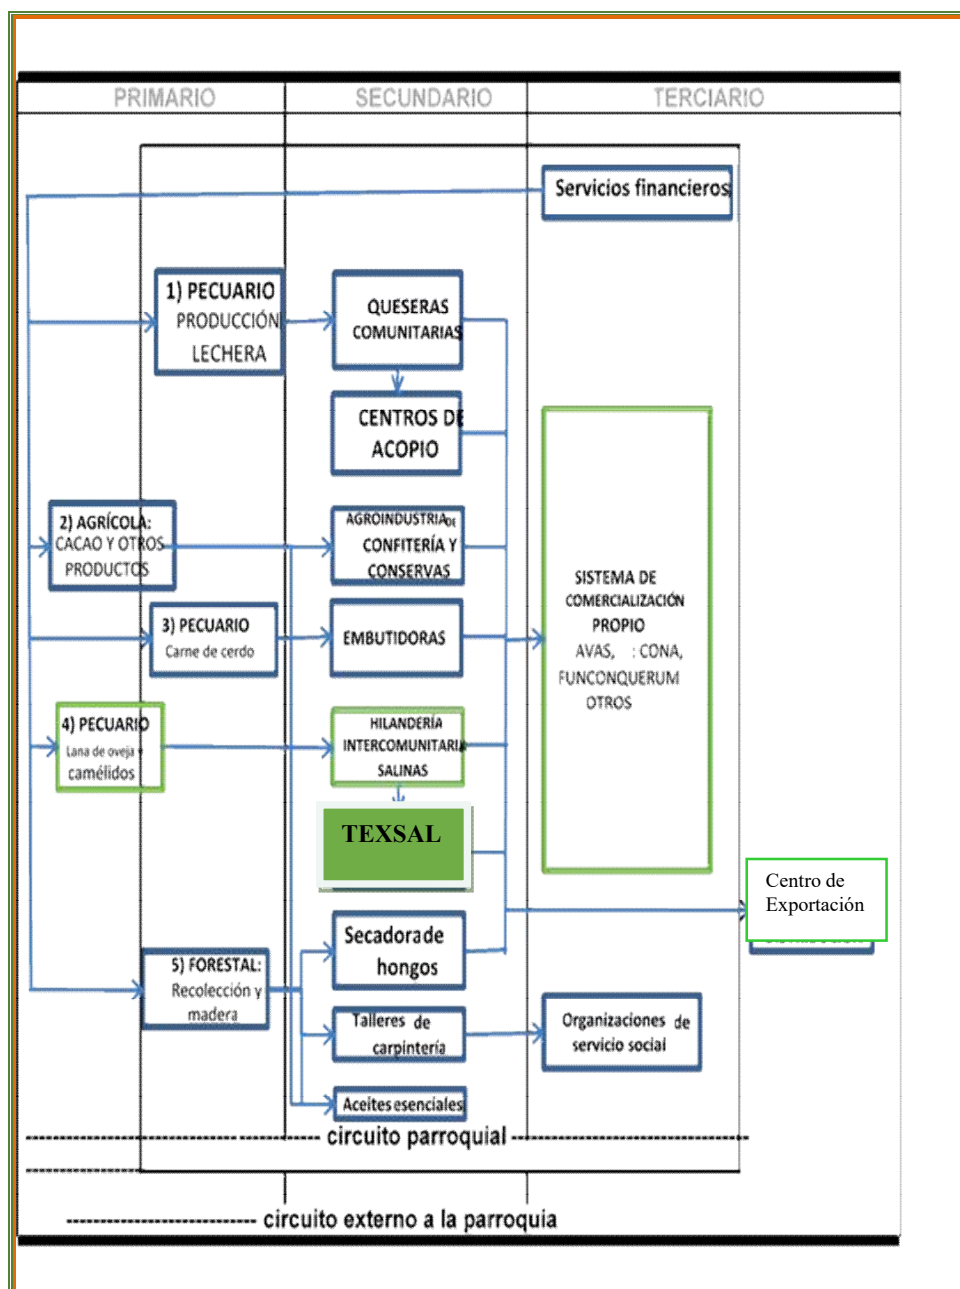 PRIMARIO
SECUNDARIO
TERCIARIO
Servicios financieros
1) PECUARIO
PRODUCCIÓN
LECHERA
QUESERAS
COMUNITARIAS
CENTROS DE
ACOPIO
2) AGRÍCOLA:
CACAO Y OTROS
PRODUCTOS
AGROINDUSTRIA DE
CONFITERÍA Y
CONSERVAS
3) PECUARIO
Carne de cerdo
EMBUTIDORAS
SISTEMA DE
COMERCIALIZACIÓN
PROPIO
AVAS, : CONA,
FUNCONQUERUM
OTROS
4) PECUARIO
Lana de oveja y
camélidos
HILANDERÍA
INTERCOMUNITARIA
SALINAS
TEXSAL
Centro de
Exportación
5) FORESTAL:
Recolección y
madera
Secadora de
hongos
Talleres de
carpintería
Organizaciones de
servicio social
Aceites esenciales
circuito parroquial
circuito externo a la parroquia